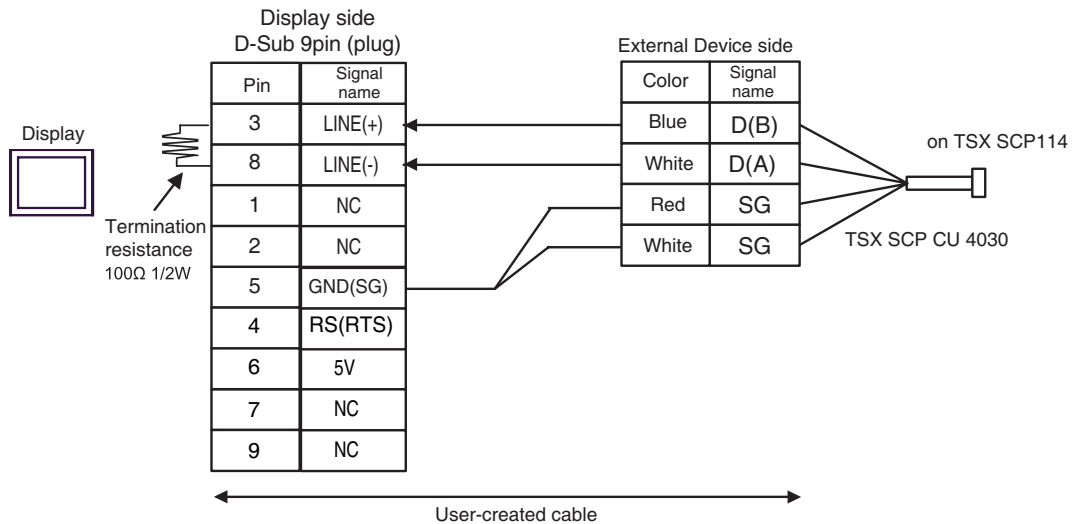 Display side
D-Sub 9pin (plug)
External Device side
Pin Signal name
Color Signal name
3 LINE(+)
Blue D(B)
8 LINE(-)
White D(A)
1 NC
Red SG
2 NC
White SG
5 GND(SG)
4 RS(RTS)
6 5V
7 NC
9 NC
Display
Termination
resistance
100Ω 1/2W
on TSX SCP114
TSX SCP CU 4030
User-created cable